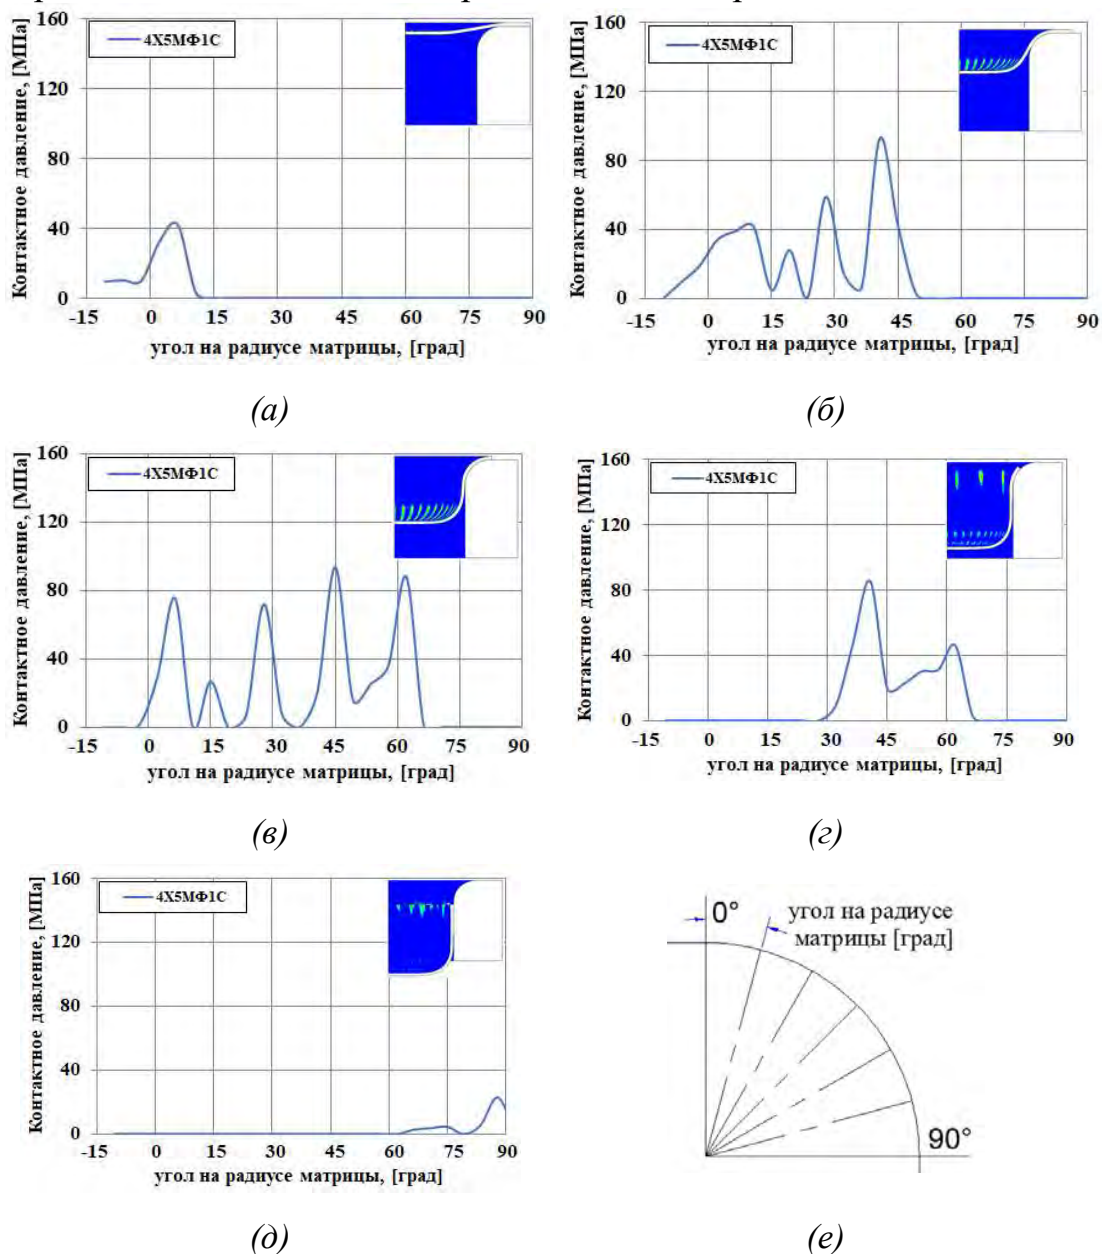 160
120
80
40
0
Контактное давление, [МПа]
4Х5МФ1С
-15 0 15 30 45 60 75 90
угол на радиусе матрицы, [град]
(а)
160
120
80
40
0
Контактное давление, [МПа]
4Х5МФ1С
-15 0 15 30 45 60 75 90
угол на радиусе матрицы, [град]
(б)
160
120
80
40
0
Контактное давление, [МПа]
4Х5МФ1С
-15 0 15 30 45 60 75 90
угол на радиусе матрицы, [град]
(в)
160
120
80
40
0
Контактное давление, [МПа]
4Х5МФ1С
-15 0 15 30 45 60 75 90
угол на радиусе матрицы, [град]
(г)
160
120
80
40
0
Контактное давление, [МПа]
4Х5МФ1С
-15 0 15 30 45 60 75 90
угол на радиусе матрицы, [град]
(д)
0°
угол на радиусе
матрицы [град]
90°
(е)